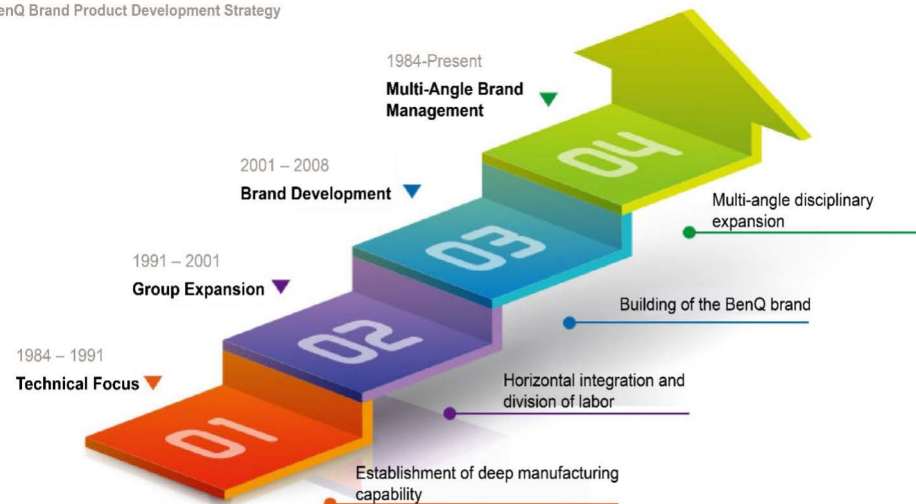 enQ Brand Product Development Strategy
1984-Present
Multi-Angle Brand
Management
04
2001 – 2008
Brand Development
Multi-angle disciplinary
expansion
03
1991 – 2001
Group Expansion
Building of the BenQ brand
02
1984 – 1991
Technical Focus
Horizontal integration and
division of labor
01
Establishment of deep manufacturing
capability